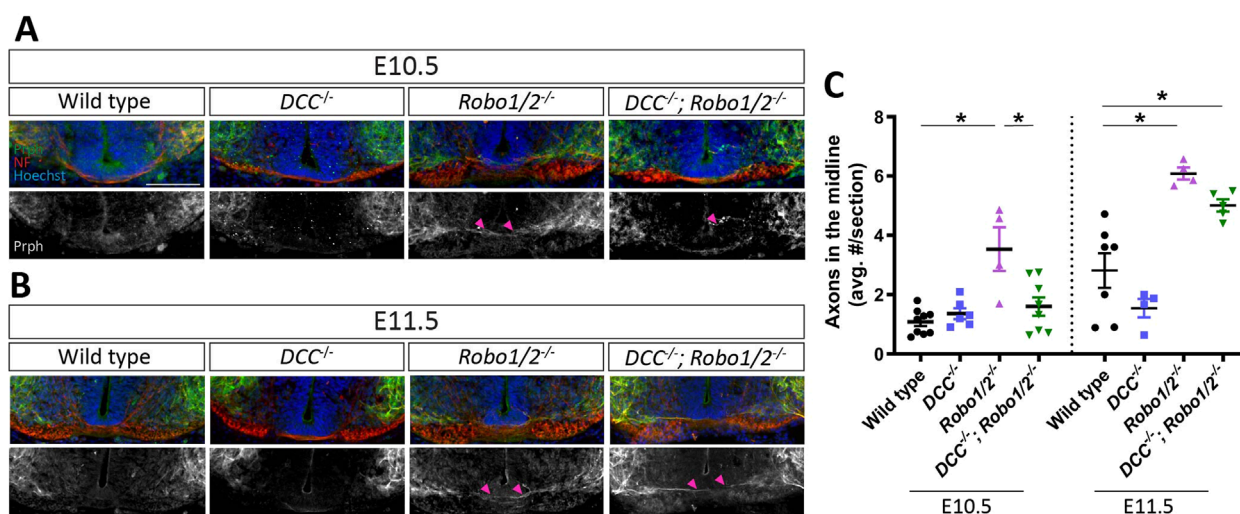 A
E10.5
Wild type DCC-/- Robo1/2-/- DCC-/-; Robo1/2-/-
Prph
NF
Hoechst
Prph
B
E11.5
Wild type DCC-/- Robo1/2-/- DCC-/-; Robo1/2-/-
C
Axons in the midline
(avg. #/section)
8
6
4
2
0
* * * *
Wild type
DCC-/-
Robo1/2-/-
DCC-/-; Robo1/2-/-
Wild type
DCC-/-
Robo1/2-/-
DCC-/-; Robo1/2-/-
E10.5 E11.5